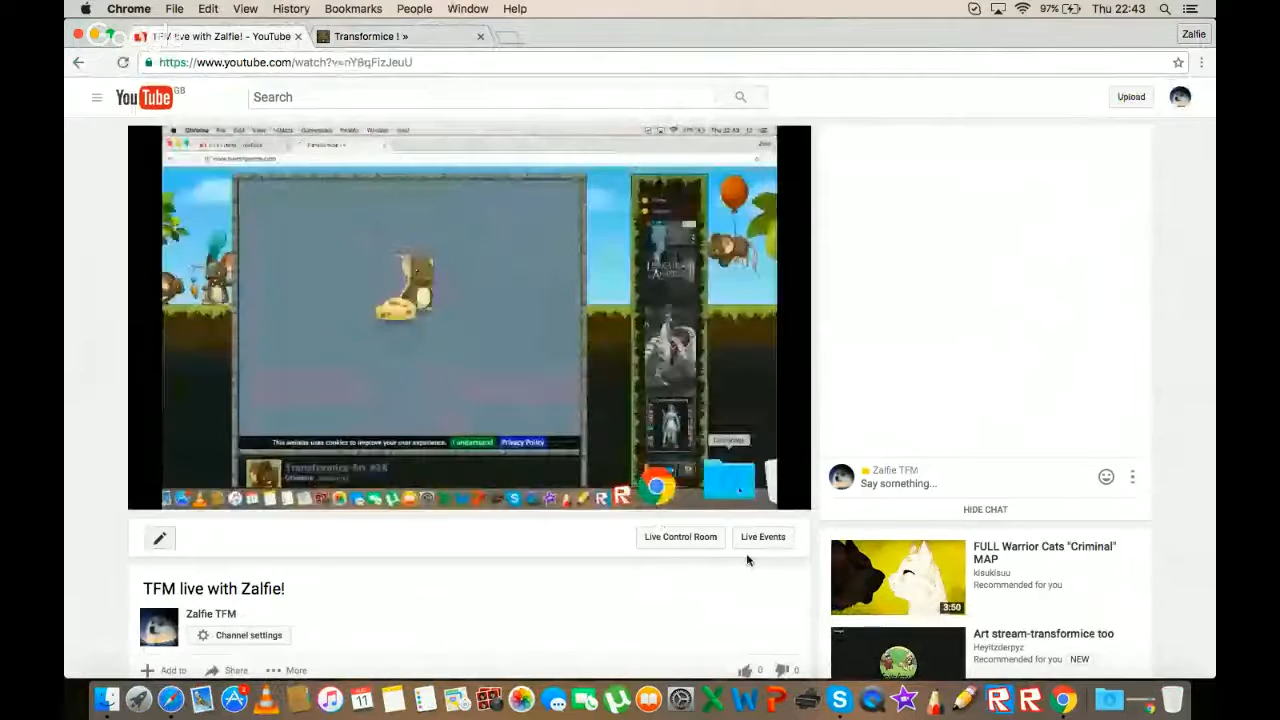 Chrome File Edit View History Bookmarks People Window Help 97% Thu 22:43
TFM live with Zalfie! - YouTube Transformice ! » Zalfie
https://www.youtube.com/watch?v=
YouTube GB Search Upload
This website uses cookies to improve your user experience. I understand Privacy Policy
Zalfie TFM
Say something...
HIDE CHAT
Live Control Room Live Events
FULL Warrior Cats "Criminal"
MAP
kisukisuu
Recommended for you
3:50
TFM live with Zalfie!
Zalfie TFM
Channel settings
Art stream-transformice too
Heyitzderpyz
Recommended for you NEW
Add to Share More 0 0
11